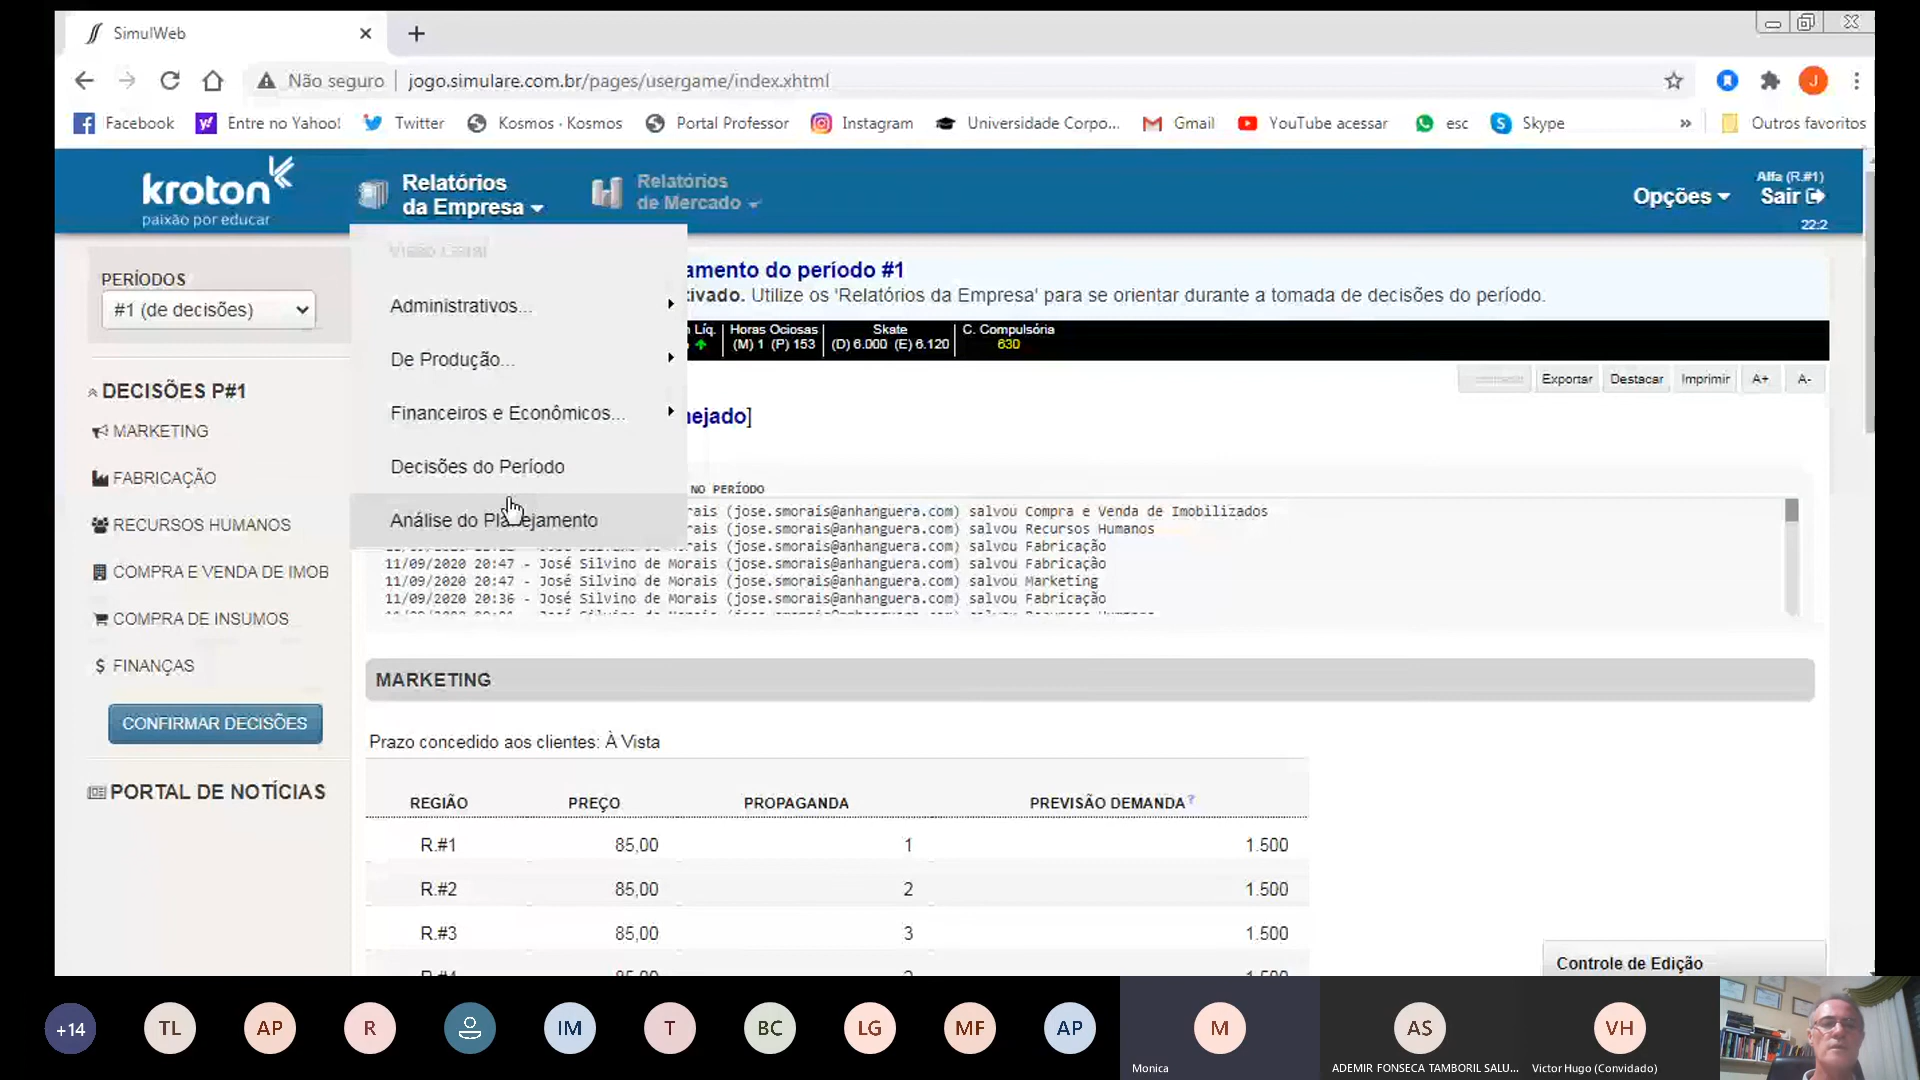 SimulWeb
Não seguro
jogo.simulare.com.br/pages/usergame/index.xhtml
Facebook
Entre no Yahoo!
Twitter
Kosmos · Kosmos
Portal Professor
Instagram
Universidade Corpo...
Gmail
YouTube acessar
esc
Skype
»
Outros favoritos
kroton
paixão por educar
Relatórios
da Empresa
Relatórios
de Mercado
Opções
Alfa (R.#1)
Sair
22:2
PERÍODOS
#1 (de decisões)
DECISÕES P#1
MARKETING
FABRICAÇÃO
RECURSOS HUMANOS
COMPRA E VENDA DE IMOB
COMPRA DE INSUMOS
FINANÇAS
CONFIRMAR DECISÕES
PORTAL DE NOTÍCIAS
Visão Geral
Administrativos...
De Produção...
Financeiros e Econômicos...
Decisões do Período
Análise do Planejamento
amento do período #1
ivado. Utilize os 'Relatórios da Empresa' para se orientar durante a tomada de decisões do período.
Líq.
Horas Ociosas
(M) 1 (P) 153
Skate
(D) 6.000 (E) 6.120
C. Compulsória
630
Exportar
Destacar
Imprimir
A+
A-
nejado]
NO PERÍODO
rais (jose.smorais@anhanguera.com) salvou Compra e Venda de Imobilizados
rais (jose.smorais@anhanguera.com) salvou Recursos Humanos
rais (jose.smorais@anhanguera.com) salvou Fabricação
11/09/2020 20:47 - José Silvino de Morais (jose.smorais@anhanguera.com) salvou Fabricação
11/09/2020 20:47 - José Silvino de Morais (jose.smorais@anhanguera.com) salvou Marketing
11/09/2020 20:36 - José Silvino de Morais (jose.smorais@anhanguera.com) salvou Fabricação
MARKETING
Prazo concedido aos clientes: À Vista
REGIÃO PREÇO PROPAGANDA PREVISÃO DEMANDA?
R.#1 85,00 1 1.500
R.#2 85,00 2 1.500
R.#3 85,00 3 1.500
Controle de Edição
+14
TL
AP
R
IM
T
BC
LG
MF
AP
M
AS
VH
J
Monica
ADEMIR FONSECA TAMBORIL SALU...
Victor Hugo (Convidado)